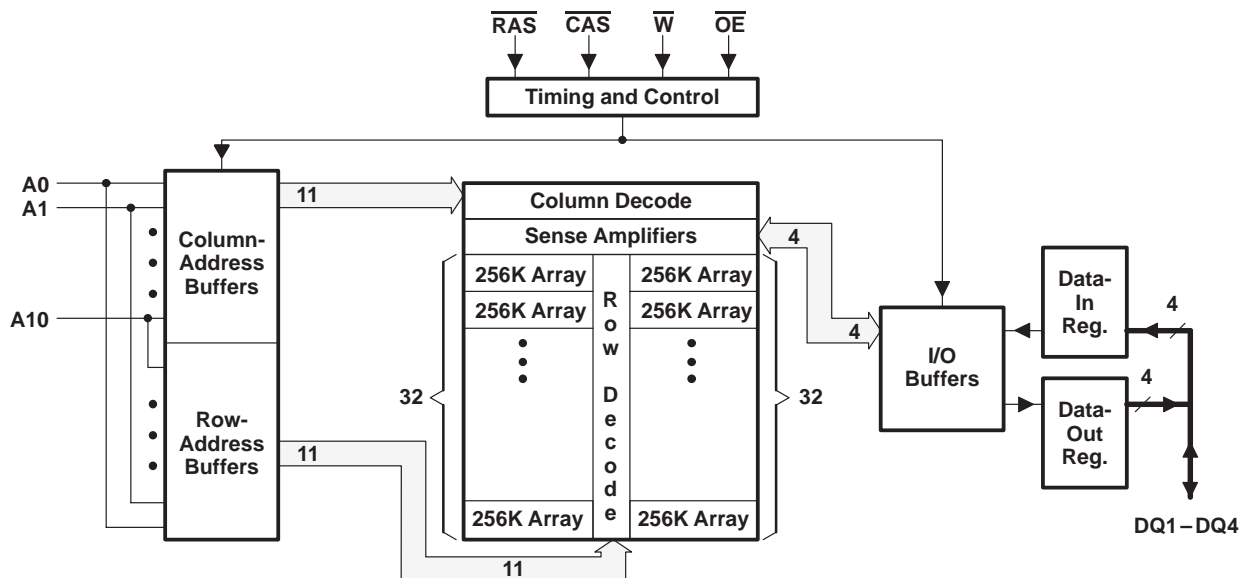 RAS CAS W OE
Timing and Control
A0
A1
A10
Column-
Address
Buffers
Row-
Address
Buffers
11
11
11
Column Decode
Sense Amplifiers
256K Array
256K Array
256K Array
256K Array
256K Array
256K Array
Row Decode
32
32
4
4
I/O
Buffers
Data-
In
Reg.
4
Data-
Out
Reg.
4
DQ1–DQ4